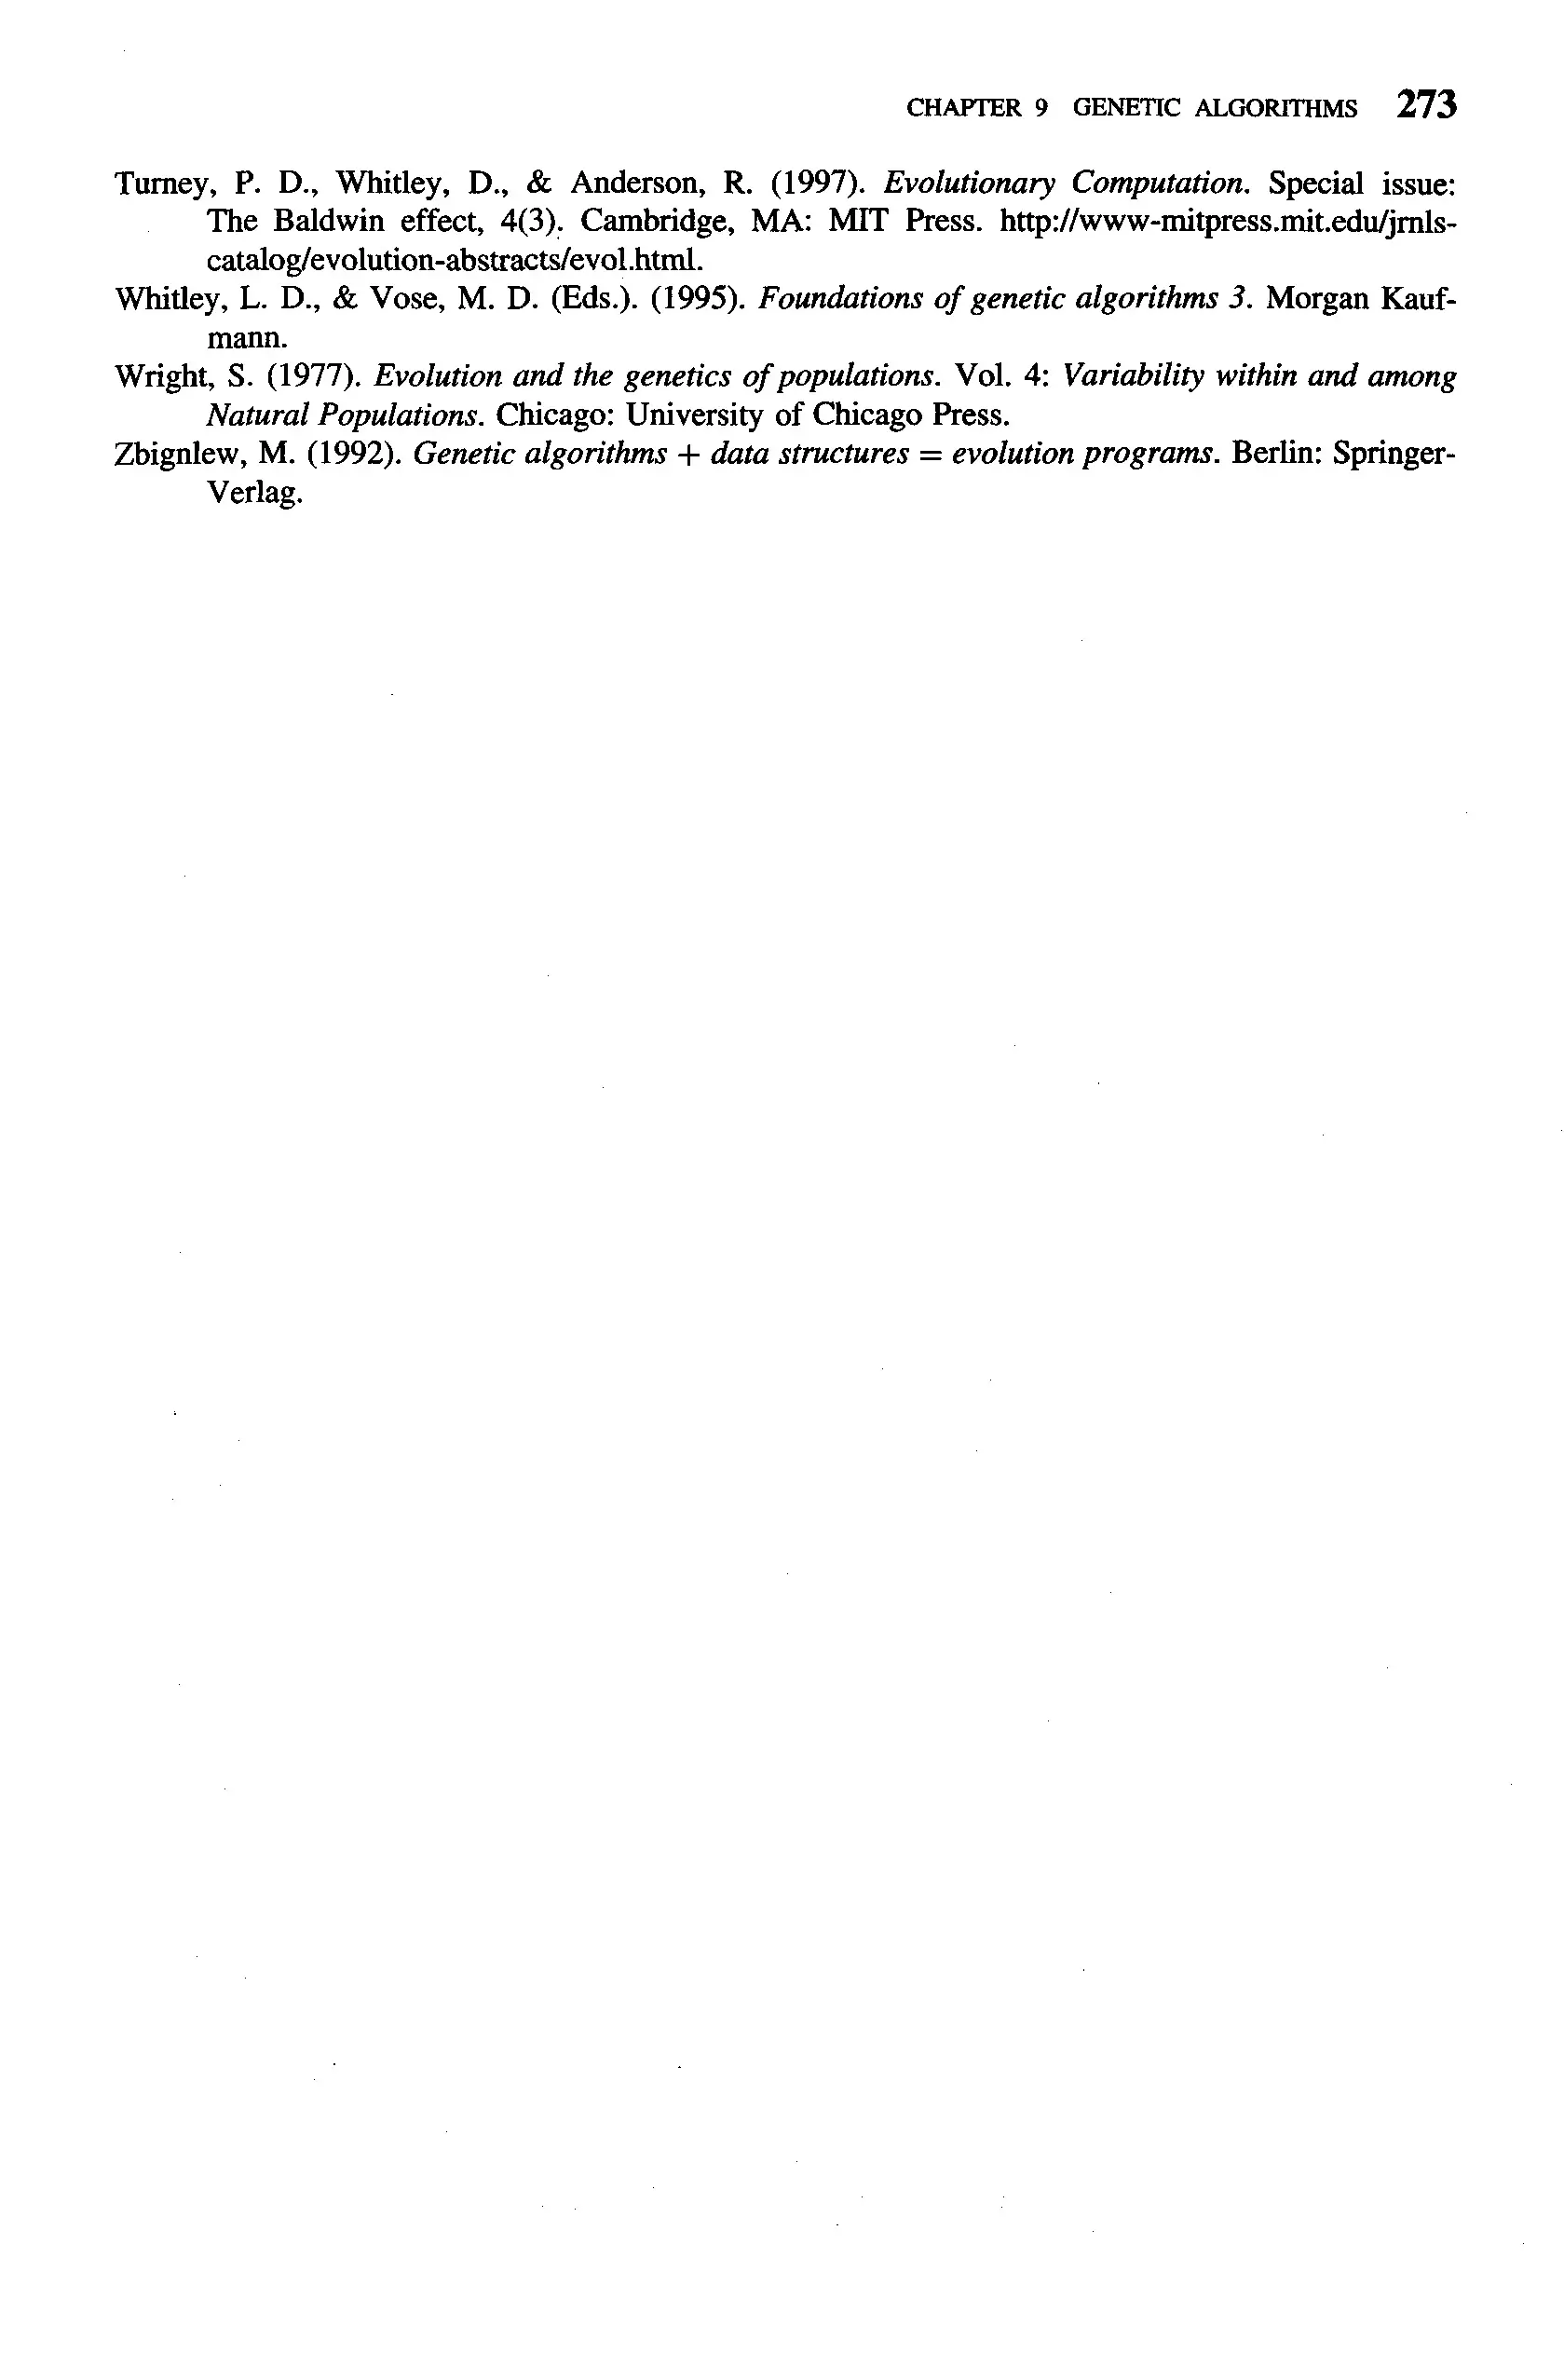 CHAPTER 9 GENETIC ALGORITHMS 273
Turney, P. D., Whitley, D., & Anderson, R. (1997). Evolutionary Computation. Special issue:
The Baldwin effect, 4(3). Cambridge, MA: MIT Press. http://www-mitpress.mit.edu/jrnls-
catalog/evolution-abstracts/evol.html.
Whitley, L. D., & Vose, M. D. (Eds.). (1995). Foundations of genetic algorithms 3. Morgan Kauf-
mann.
Wright, S. (1977). Evolution and the genetics of populations. Vol. 4: Variability within and among
Natural Populations. Chicago: University of Chicago Press.
Zbignlew, M. (1992). Genetic algorithms + data structures = evolution programs. Berlin: Springer-
Verlag.